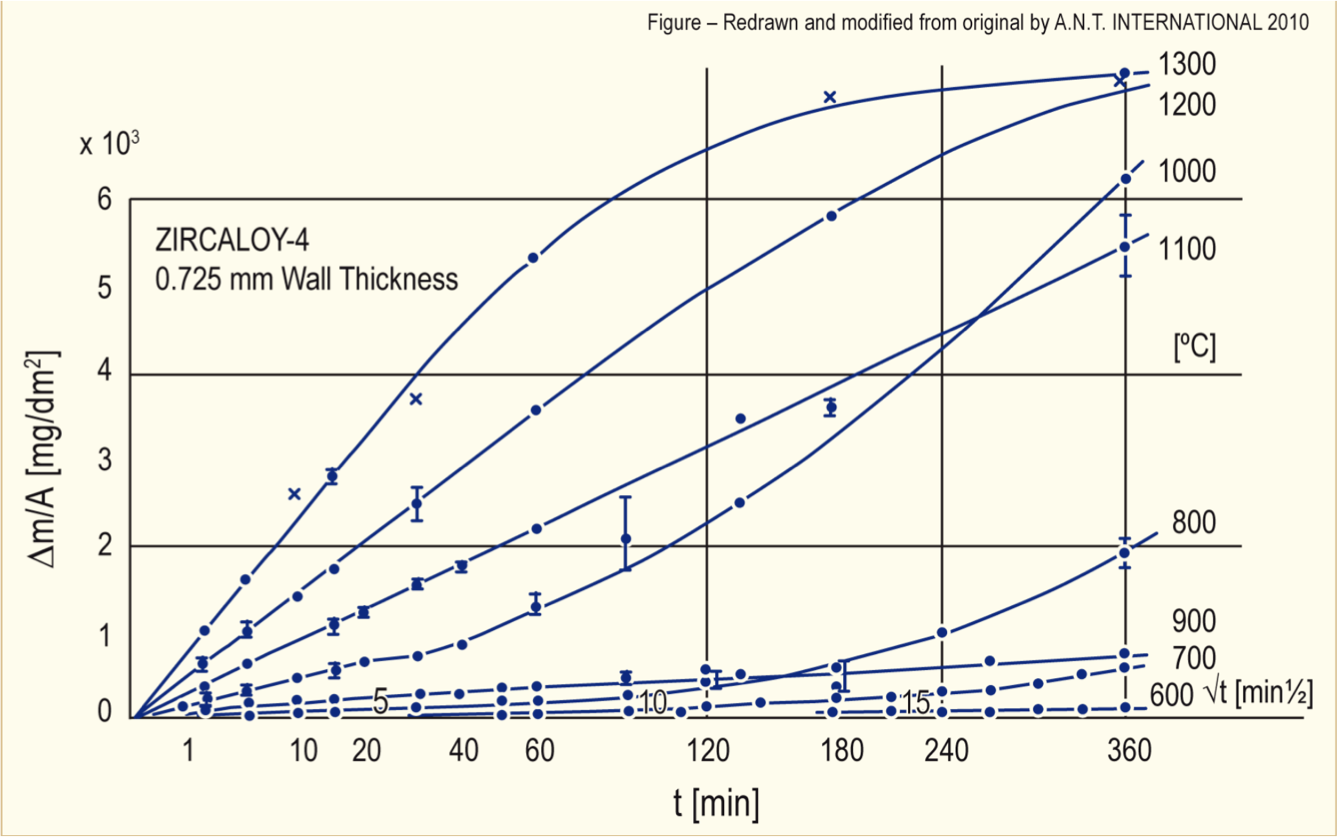 Figure – Redrawn and modified from original by A.N.T. INTERNATIONAL 2010
x 10³
ZIRCALOY-4
0.725 mm Wall Thickness
6
5
4
3
2
1
0
Δm/A [mg/dm²]
1300
1200
1000
1100
[ºC]
800
900
700
600 √t [min½]
5 10 15
1 10 20 40 60 120 180 240 360
t [min]